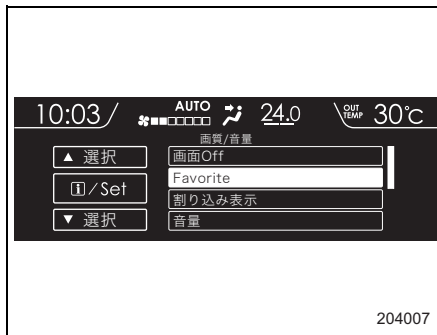 10:03 AUTO 24.0 OUT TEMP 30℃
画質/音量
▲ 選択
i/Set
▼ 選択
画面Off
Favorite
割り込み表示
音量
204007